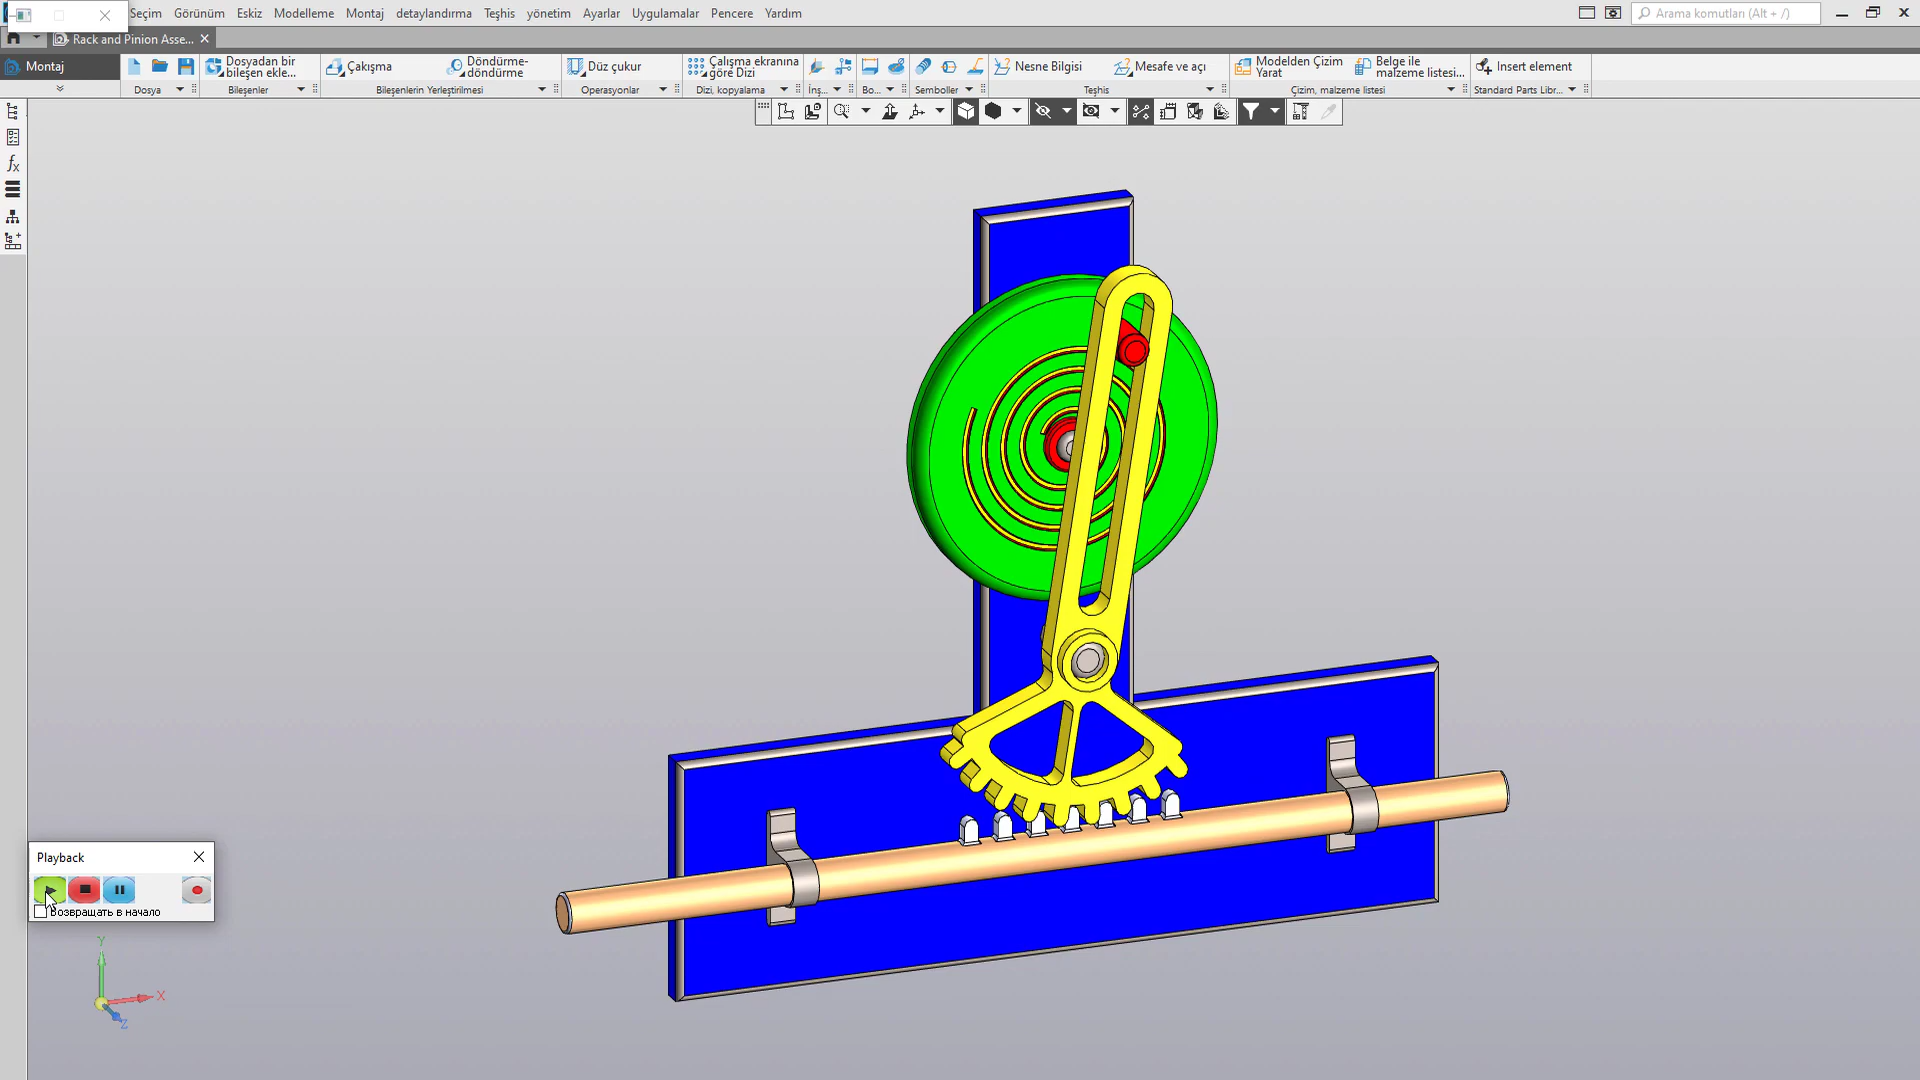 Seçim Görünüm Eskiz Modelleme Montaj detaylandırma Teşhis yönetim Ayarlar Uygulamalar Pencere Yardım Arama komutları (Alt + /)
Rack and Pinion Asse...
Montaj
Dosyadan bir bileşen ekle...
Çakışma
Döndürme-döndürme
Düz çukur
Çalışma ekranına göre Dizi
Nesne Bilgisi
Mesafe ve açı
Modelden Çizim Yarat
Belge ile malzeme listesi...
Insert element
Dosya Bileşenler Bileşenlerin Yerleştirilmesi Operasyonlar Dizi, kopyalama İnş... Bo... Semboller Teşhis Çizim, malzeme listesi Standard Parts Libr...
fx
Playback
Возвращать в начало
Y
X
Z